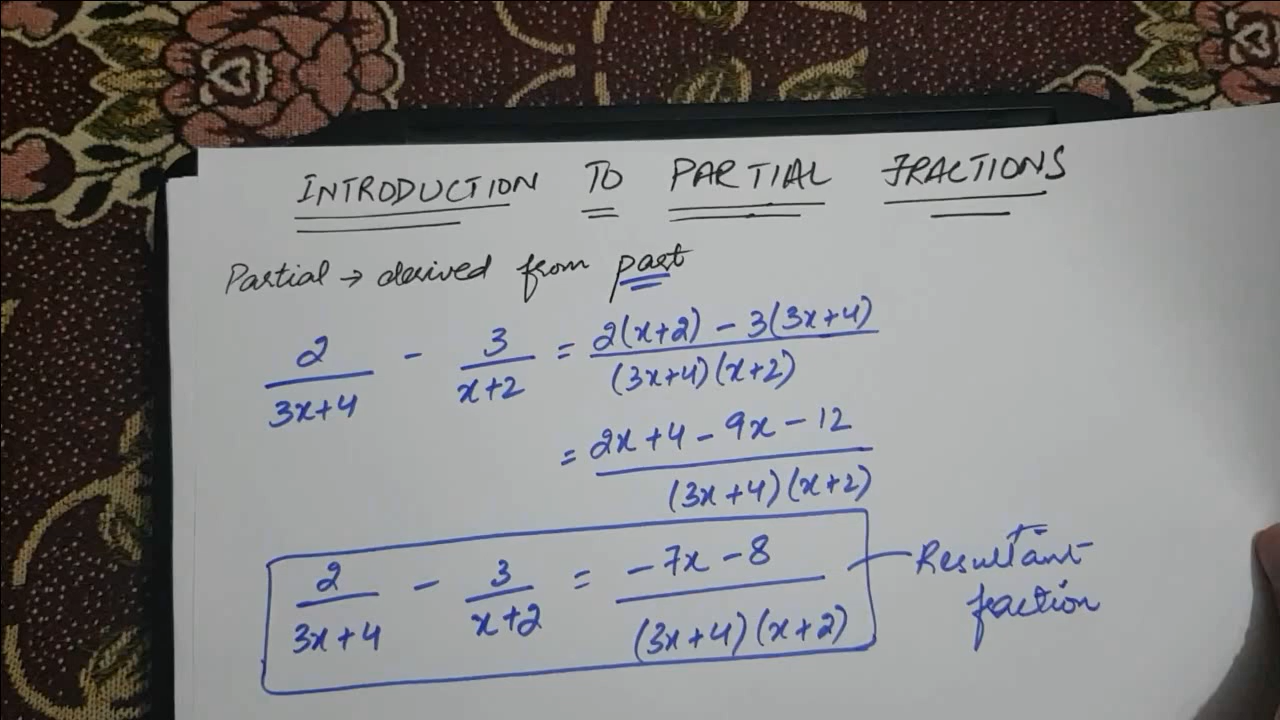 INTRODUCTION TO PARTIAL FRACTIONS
Partial → derived from part
2/(3x+4) - 3/(x+2) = (2(x+2) - 3(3x+4))/((3x+4)(x+2))
= (2x+4-9x-12)/((3x+4)(x+2))
2/(3x+4) - 3/(x+2) = (-7x-8)/((3x+4)(x+2))
Resultant
fraction